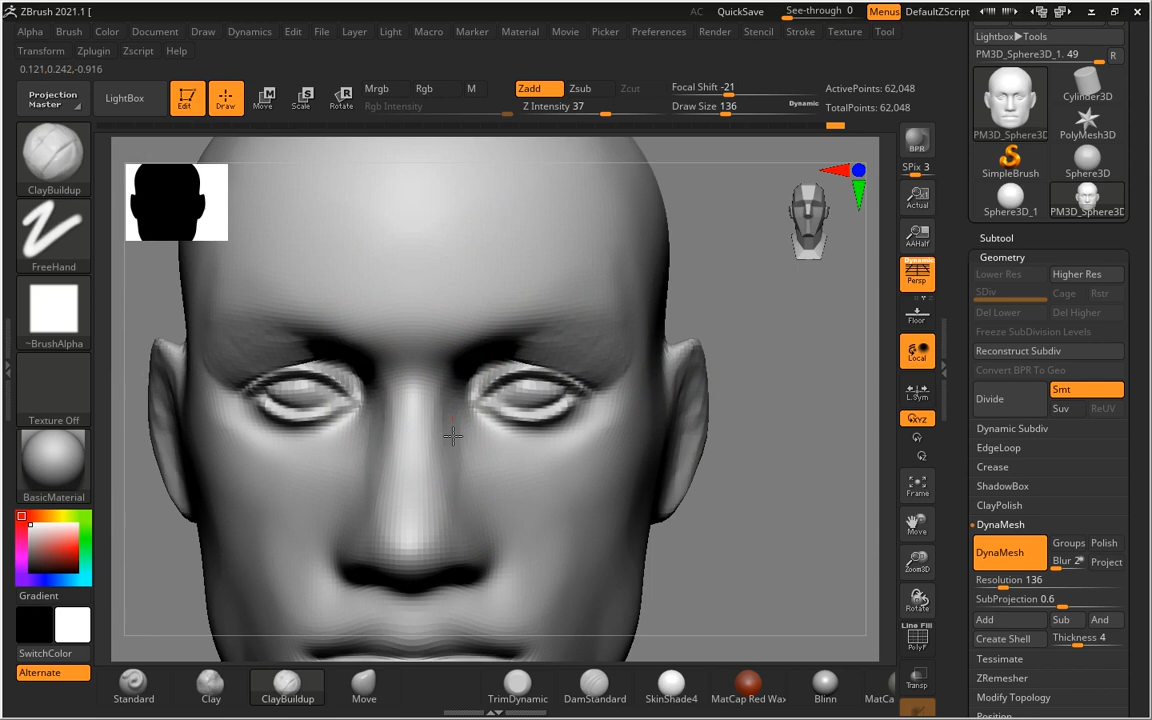 ZBrush 2021.1 [
AC
QuickSave
See-through 0
Menus
DefaultZScript
Alpha
Brush
Color
Document
Draw
Dynamics
Edit
File
Layer
Light
Macro
Marker
Material
Movie
Picker
Preferences
Render
Stencil
Stroke
Texture
Tool
Transform
Zplugin
Zscript
Help
0.121,0.242,-0.916
Projection
Master
LightBox
Edit
Draw
Move
Scale
Rotate
Mrgb
Rgb
M
Rgb Intensity
Zadd
Zsub
Zcut
Z Intensity 37
Focal Shift -21
Draw Size 136
Dynamic
ActivePoints: 62,048
TotalPoints: 62,048
ClayBuildup
FreeHand
~BrushAlpha
Texture Off
BasicMaterial
Gradient
SwitchColor
Alternate
BPR
SPix 3
Actual
AAHalf
Dynamic
Persp
Floor
Local
L.Sym
XYZ
Frame
Move
Zoom3D
Rotate
Line Fill
PolyF
Transp
Lightbox▶Tools
PM3D_Sphere3D_1. 49
R
PM3D_Sphere3D
Cylinder3D
PolyMesh3D
SimpleBrush
Sphere3D
Sphere3D_1
PM3D_Sphere3D
Subtool
Geometry
Lower Res
Higher Res
SDiv
Cage
Rstr
Del Lower
Del Higher
Freeze SubDivision Levels
Reconstruct Subdiv
Convert BPR To Geo
Divide
Smt
Suv
ReUV
Dynamic Subdiv
EdgeLoop
Crease
ShadowBox
ClayPolish
DynaMesh
DynaMesh
Groups
Polish
Blur 2
Project
Resolution 136
SubProjection 0.6
Add
Sub
And
Create Shell
Thickness 4
Tessimate
ZRemesher
Modify Topology
Position
Standard
Clay
ClayBuildup
Move
TrimDynamic
DamStandard
SkinShade4
MatCap Red Wax
Blinn
MatCa